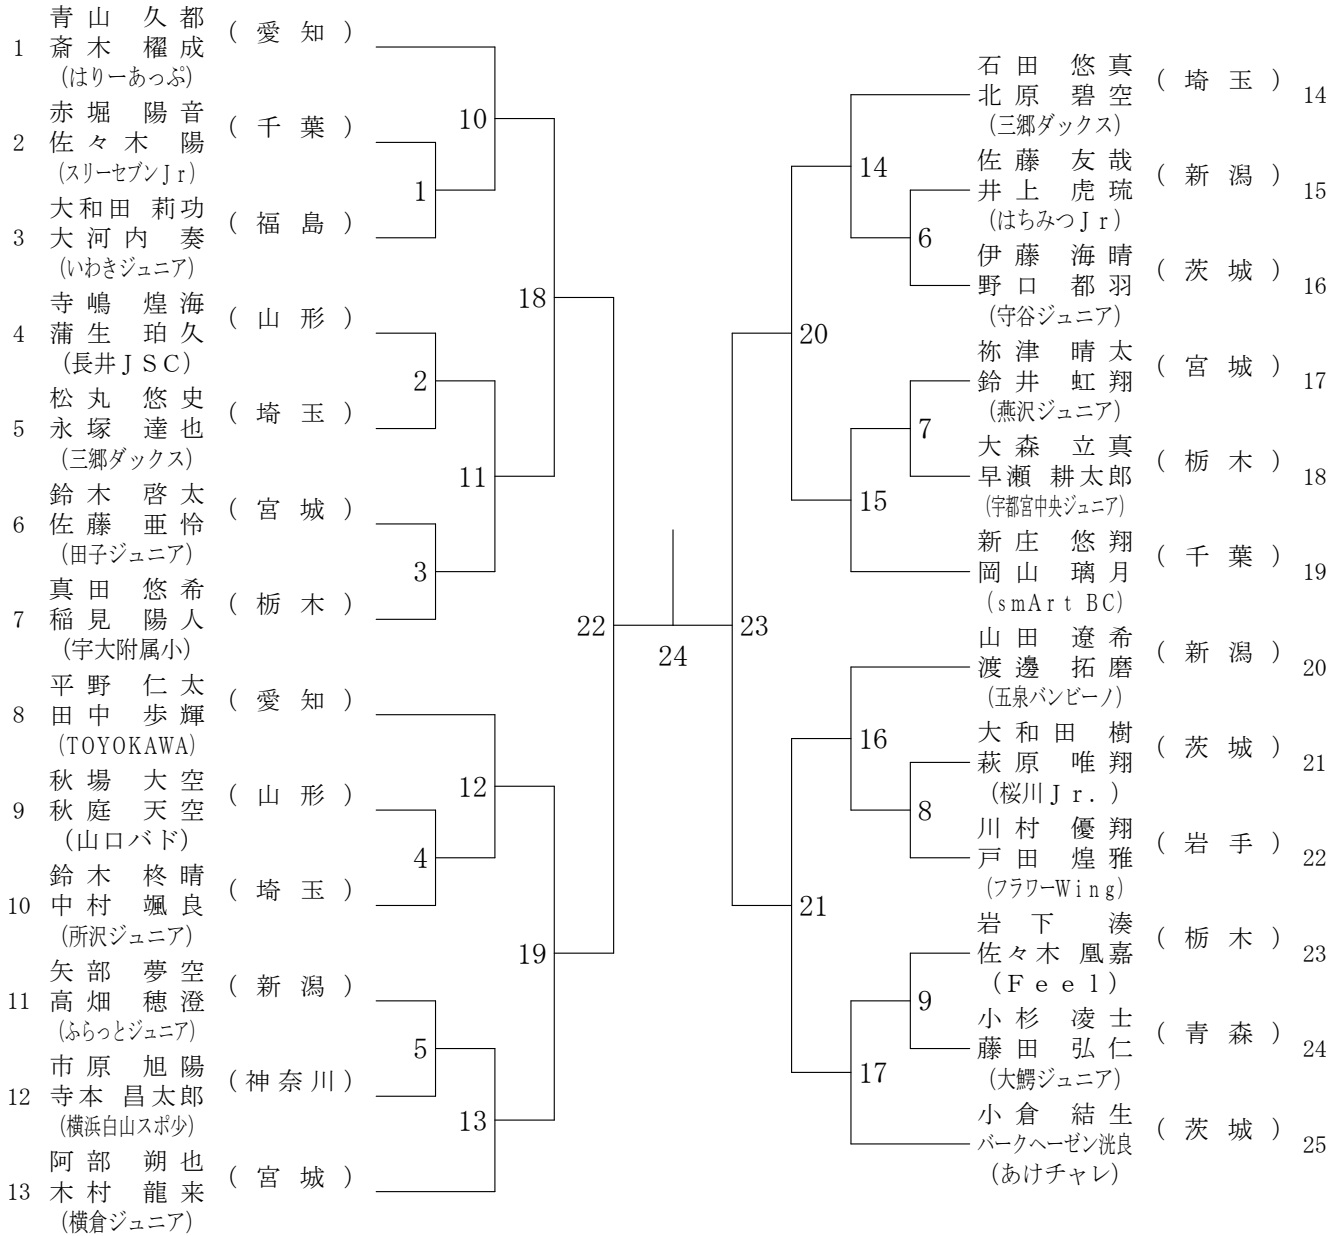 青山 久都
1 斎木 櫂成 (愛知)
(はりーあっぷ)
赤堀 陽音
2 佐々木 陽 (千葉)
(スリーセブンJr)
大和田 莉功
3 大河内 奏 (福島)
(いわきジュニア)
寺嶋 煌海
4 蒲生 珀久 (山形)
(長井JSC)
松丸 悠史
5 永塚 達也 (埼玉)
(三郷ダックス)
鈴木 啓太
6 佐藤 亜怜 (宮城)
(田子ジュニア)
真田 悠希
7 稲見 陽人 (栃木)
(宇大附属小)
平野 仁太
8 田中 歩輝 (愛知)
(TOYOKAWA)
秋場 大空
9 秋庭 天空 (山形)
(山口バド)
鈴木 柊晴
10 中村 颯良 (埼玉)
(所沢ジュニア)
矢部 夢空
11 高畑 穂澄 (新潟)
(ふらっとジュニア)
市原 旭陽
12 寺本 昌太郎 (神奈川)
(横浜白山スポ少)
阿部 朔也
13 木村 龍来 (宮城)
(横倉ジュニア)
10
1
18
2
11
3
22
12
4
19
5
13
24
23
14
6
20
7
15
16
8
21
9
17
石田 悠真
北原 碧空 (埼玉) 14
(三郷ダックス)
佐藤 友哉
井上 虎琉 (新潟) 15
(はちみつJr)
伊藤 海晴
野口 都羽 (茨城) 16
(守谷ジュニア)
祢津 晴太
鈴井 虹翔 (宮城) 17
(燕沢ジュニア)
大森 立真
早瀬 耕太郎 (栃木) 18
(宇都宮中央ジュニア)
新庄 悠翔
岡山 璃月 (千葉) 19
(smArt BC)
山田 遼希
渡邊 拓磨 (新潟) 20
(五泉バンビーノ)
大和田 樹
萩原 唯翔 (茨城) 21
(桜川Jr.)
川村 優翔
戸田 煌雅 (岩手) 22
(フラワーWing)
岩下 湊
佐々木 凰嘉 (栃木) 23
(Feel)
小杉 凌士
藤田 弘仁 (青森) 24
(大鰐ジュニア)
小倉 結生
バークヘーゼン洸良 (茨城) 25
(あけチャレ)